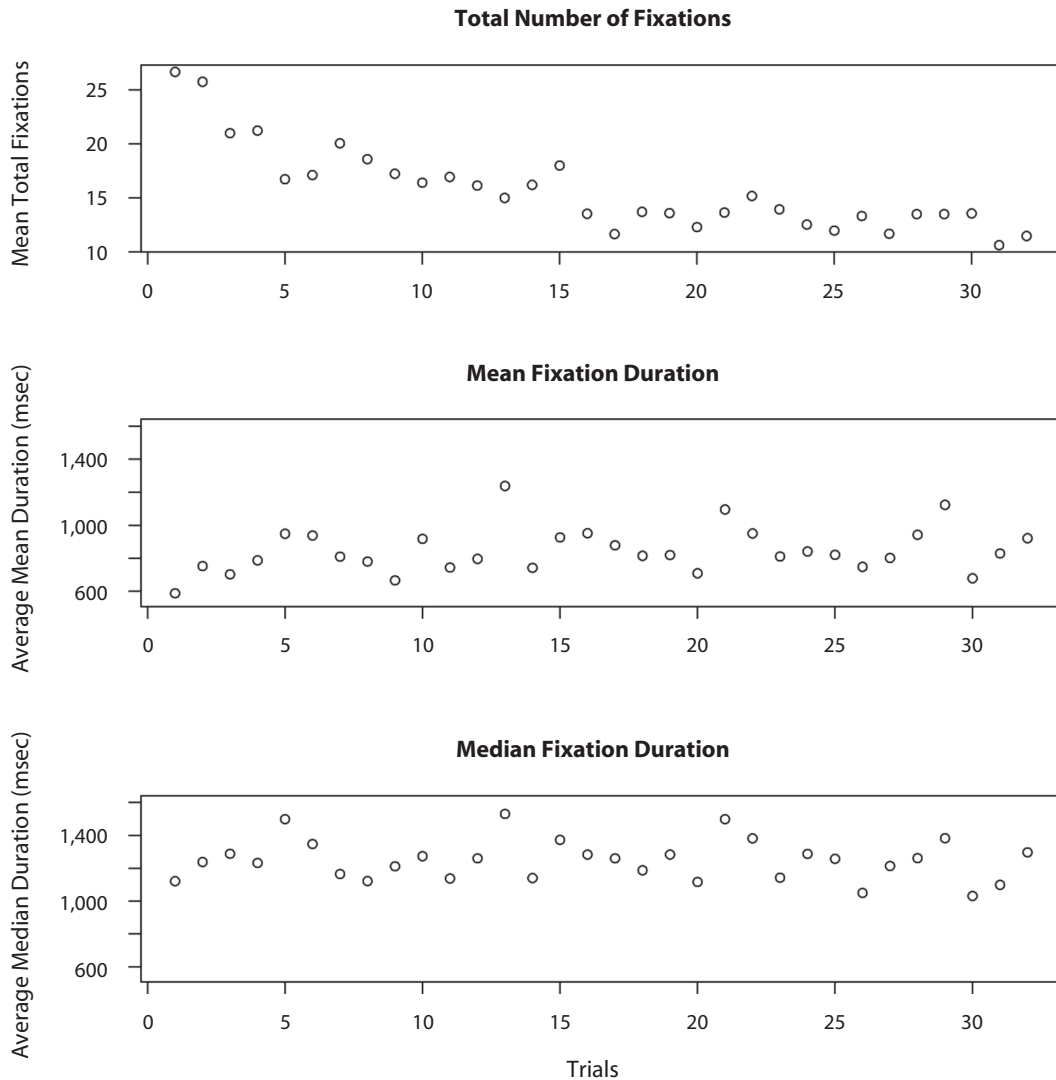 Total Number of Fixations
Mean Total Fixations
25
20
15
10
0 5 10 15 20 25 30
Mean Fixation Duration
Average Mean Duration (msec)
1,400
1,000
600
0 5 10 15 20 25 30
Median Fixation Duration
Average Median Duration (msec)
1,400
1,000
600
0 5 10 15 20 25 30
Trials